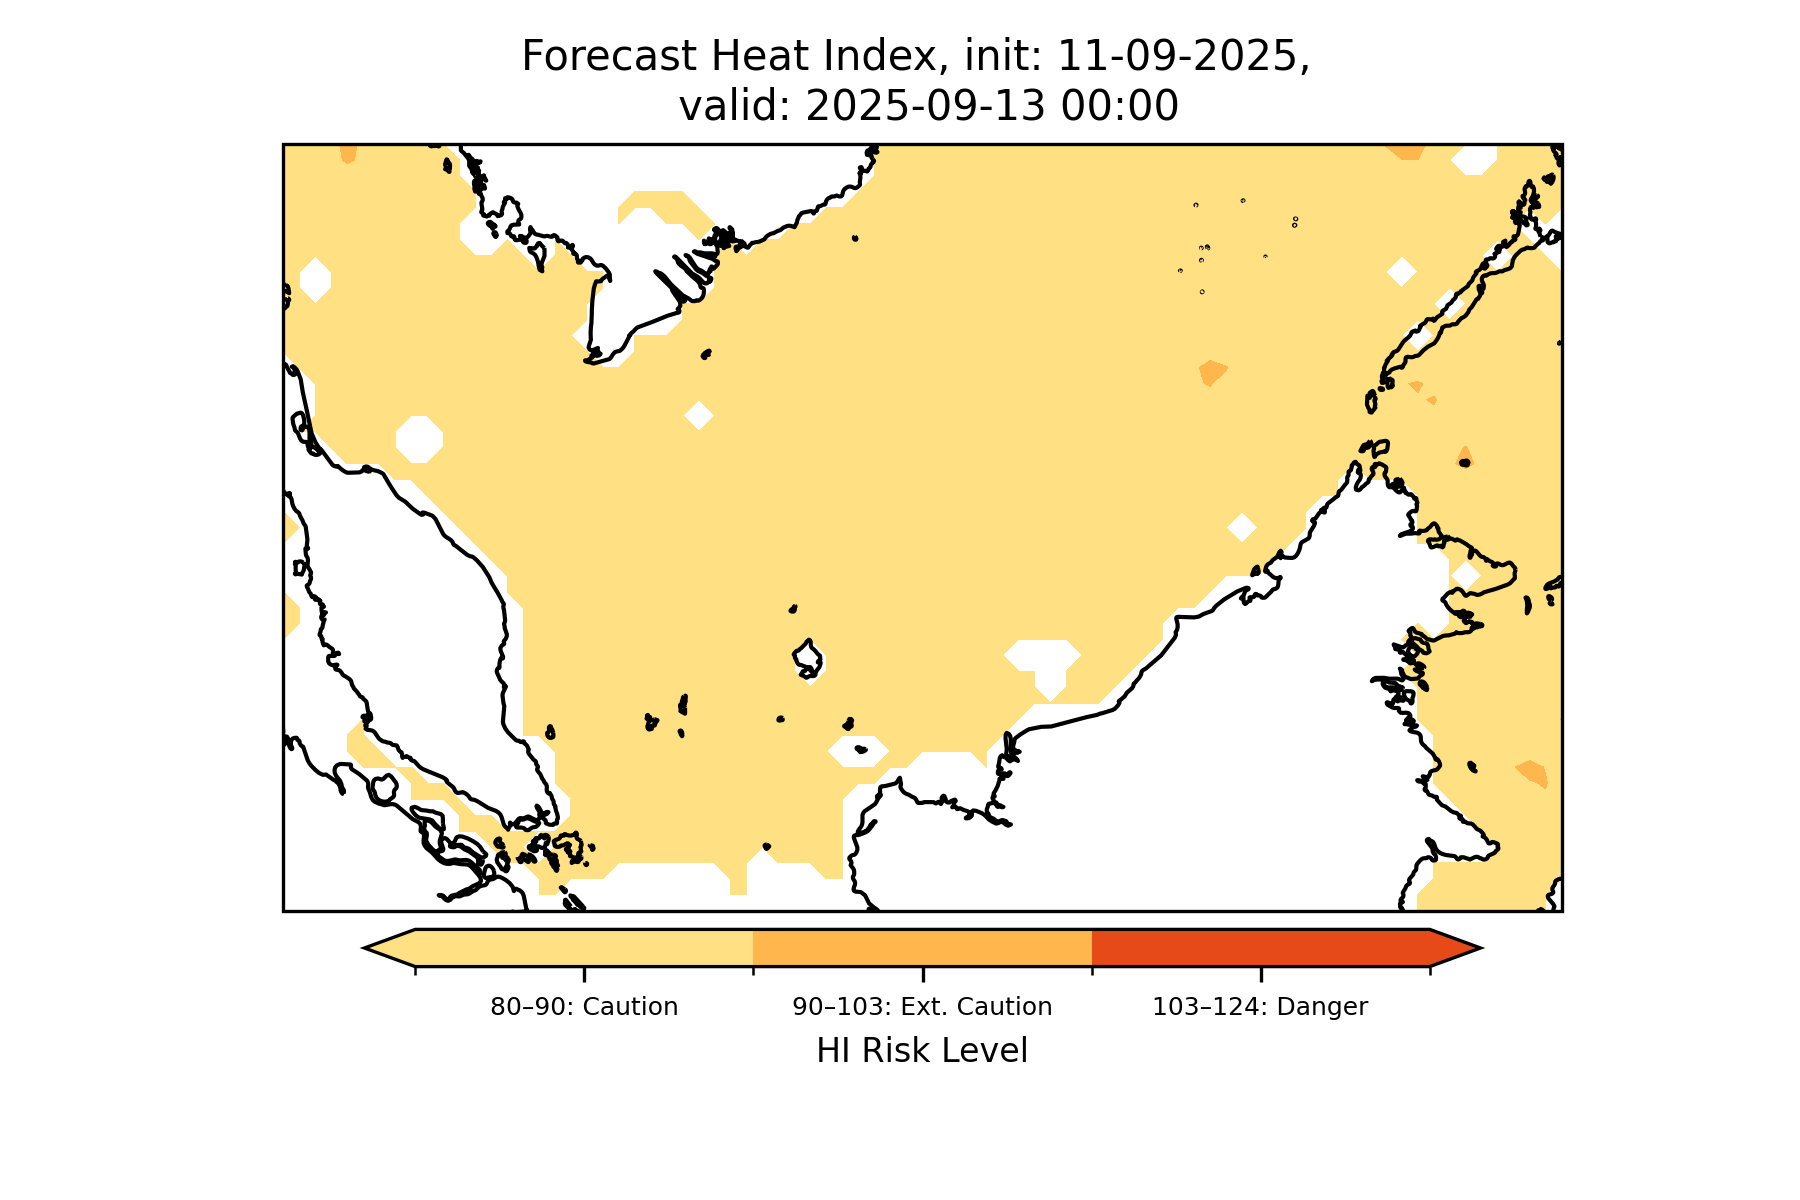 Forecast Heat Index, init: 11-09-2025,
valid: 2025-09-13 00:00
80–90: Caution
90–103: Ext. Caution
103–124: Danger
HI Risk Level